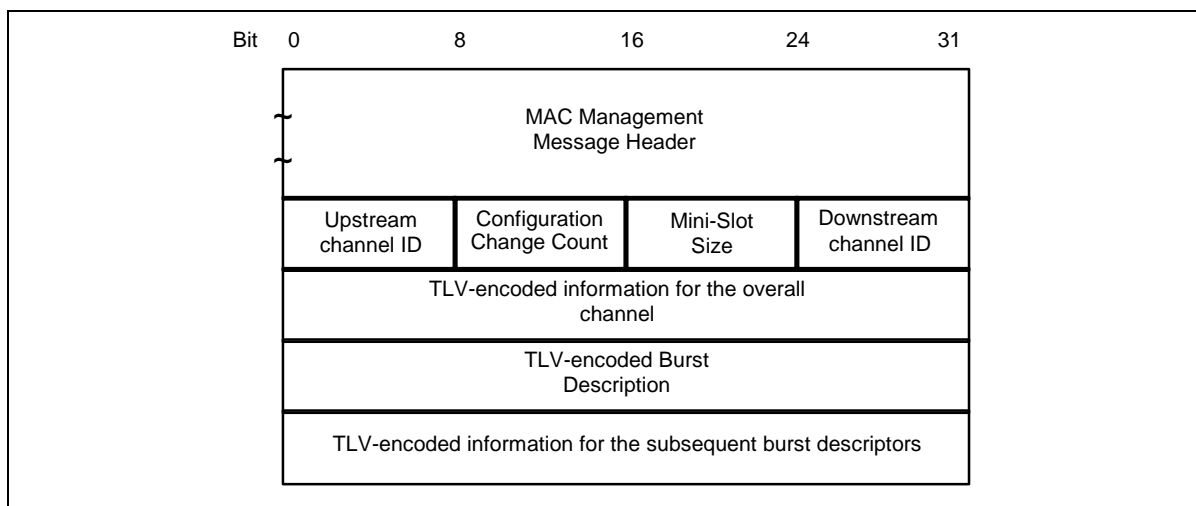 Bit 0 8 16 24 31
MAC Management
Message Header
~
~
Upstream
channel ID
Configuration
Change Count
Mini-Slot
Size
Downstream
channel ID
TLV-encoded information for the overall
channel
TLV-encoded Burst
Description
TLV-encoded information for the subsequent burst descriptors